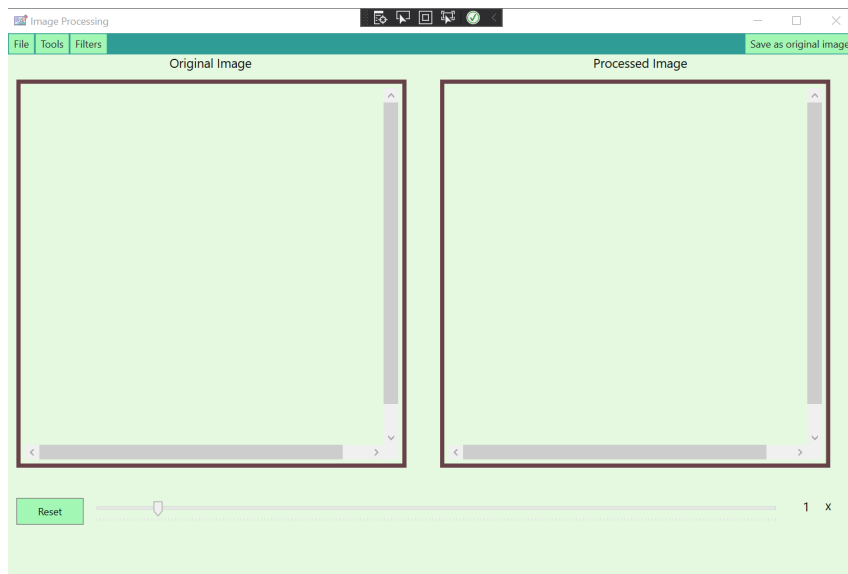 Image Processing
File Tools Filters Save as original image
Original Image Processed Image
Reset 1 x